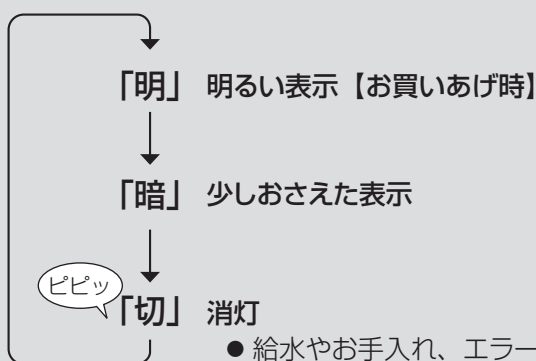 「明」 明るい表示【お買いあげ時】
「暗」 少しおさえた表示
ピピッ
「切」 消灯
● 給水やお手入れ、エラー